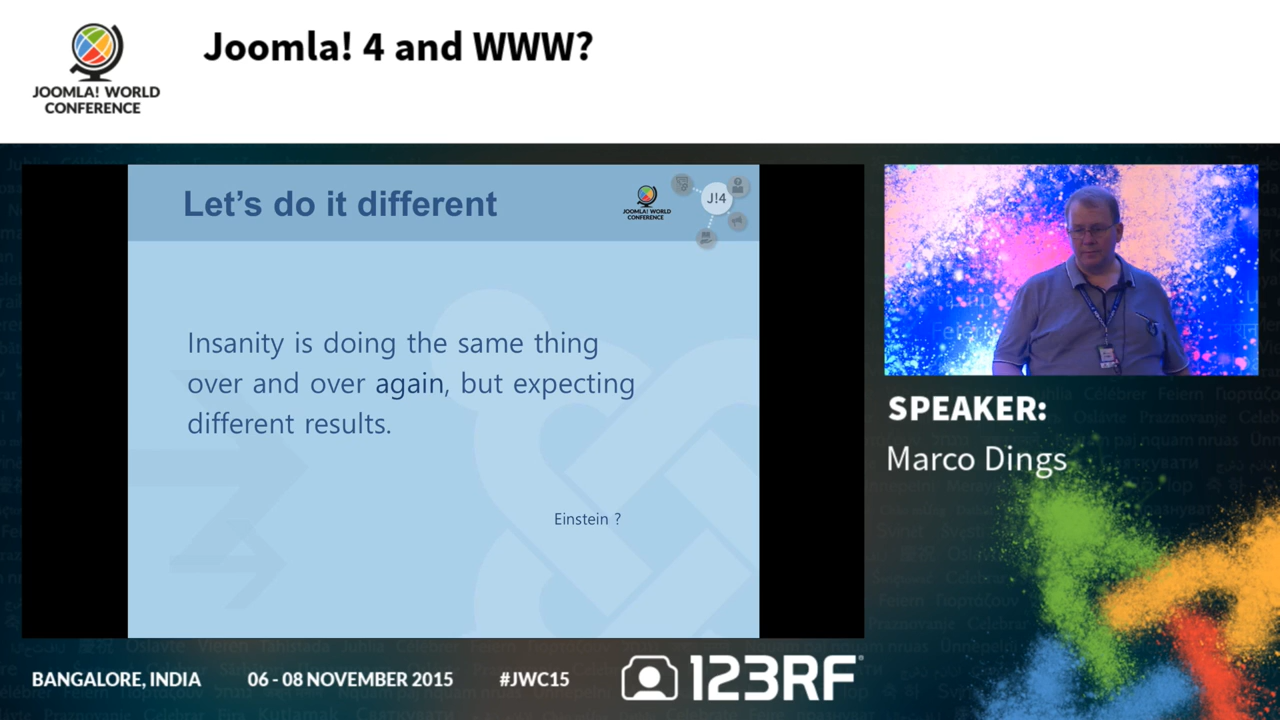 JOOMLA! WORLD
CONFERENCE
Joomla! 4 and WWW?
Let's do it different
JOOMLA! WORLD
CONFERENCE
J!4
Insanity is doing the same thing
over and over again, but expecting
different results.
Einstein ?
SPEAKER:
Marco Dings
BANGALORE, INDIA
06 - 08 NOVEMBER 2015
#JWC15
123RF®